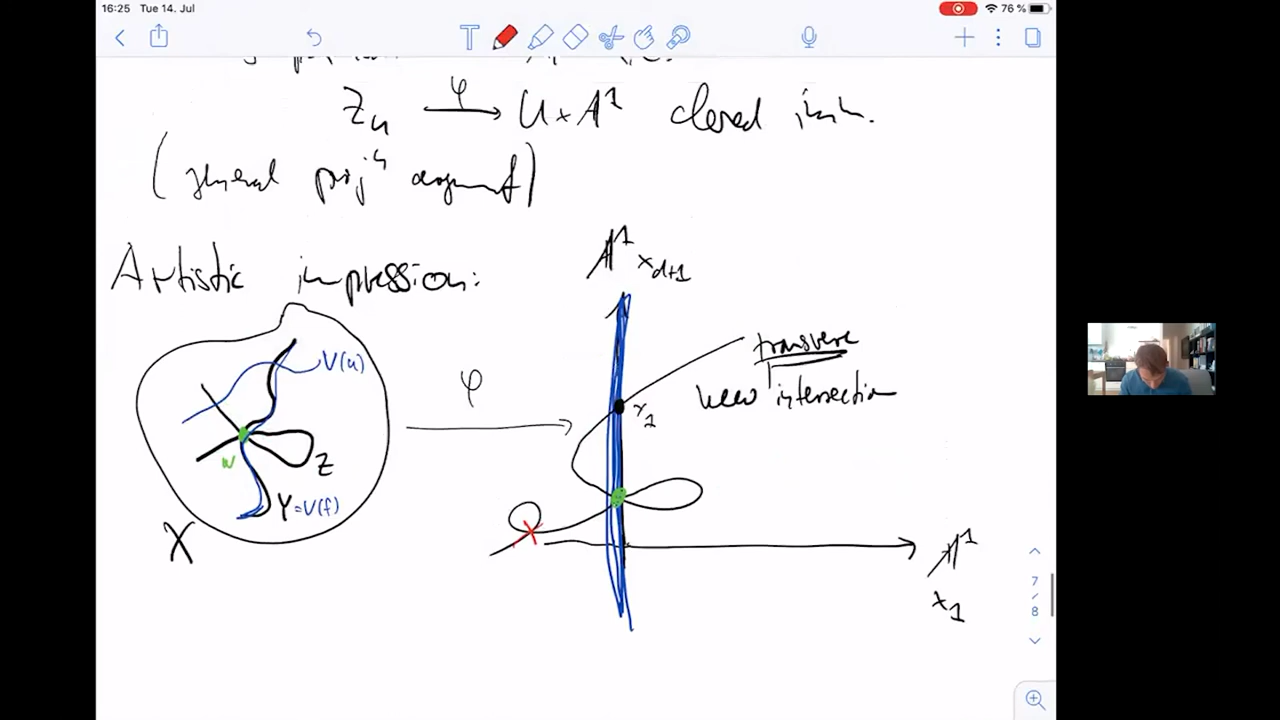 16:25 Tue 14. Jul 76 %
Z_u φ→ U × A^1 closed imm.
(general proj^n argument)
Artistic impression:
A^1 x_{d+1}
V(u)
transverse
new intersection
φ
x_2
w
Z
Y=V(f)
X
A^1
x_1
7
/
8